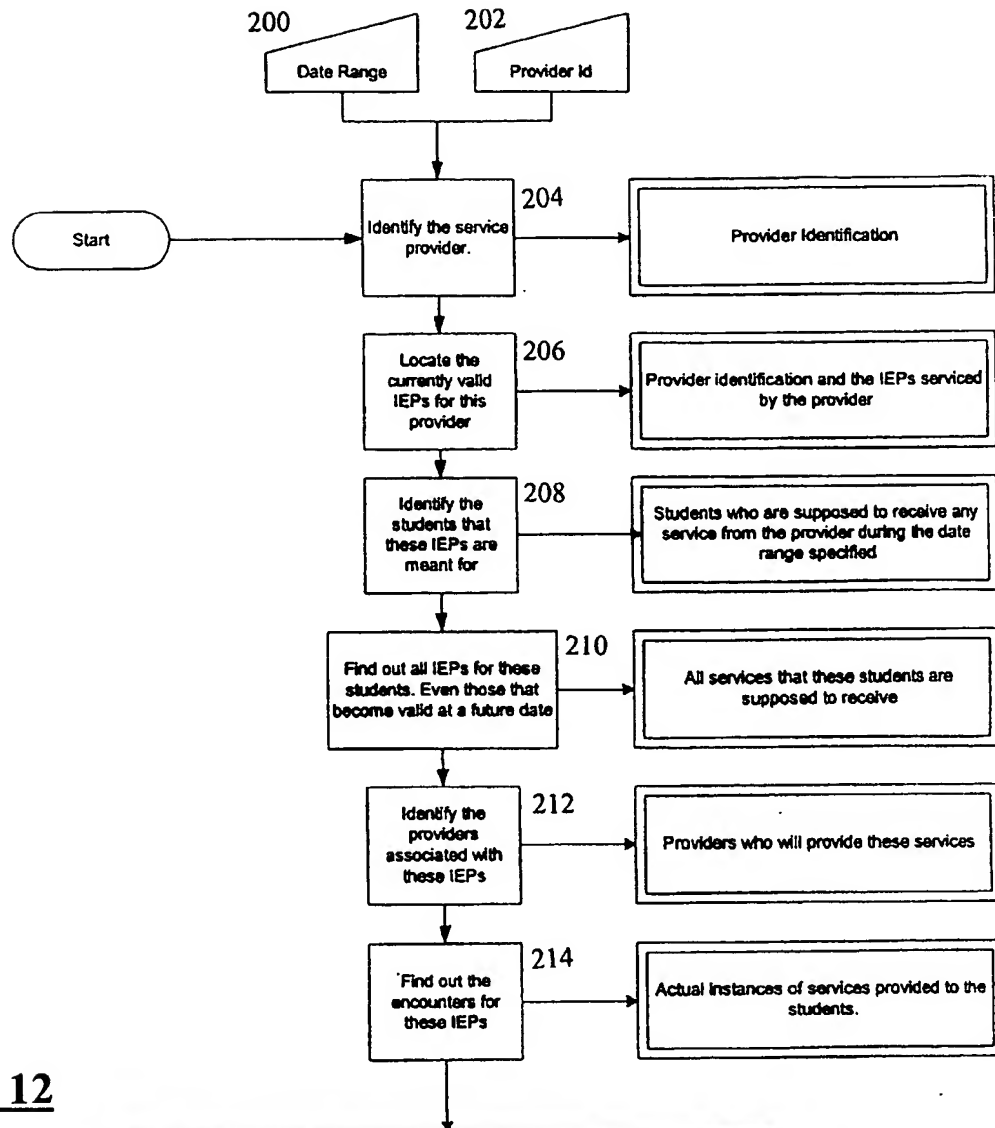 200
202
Date Range
Provider Id
204
Start
Identify the service
provider.
Provider Identification
206
Locate the
currently valid
IEPs for this
provider
Provider identification and the IEPs serviced
by the provider
208
Identify the
students that
these IEPs are
meant for
Students who are supposed to receive any
service from the provider during the date
range specified
210
Find out all IEPs for these
students. Even those that
become valid at a future date
All services that these students are
supposed to receive
212
Identify the
providers
associated with
these IEPs
Providers who will provide these services
214
Find out the
encounters for
these IEPs
Actual instances of services provided to the
students.
12